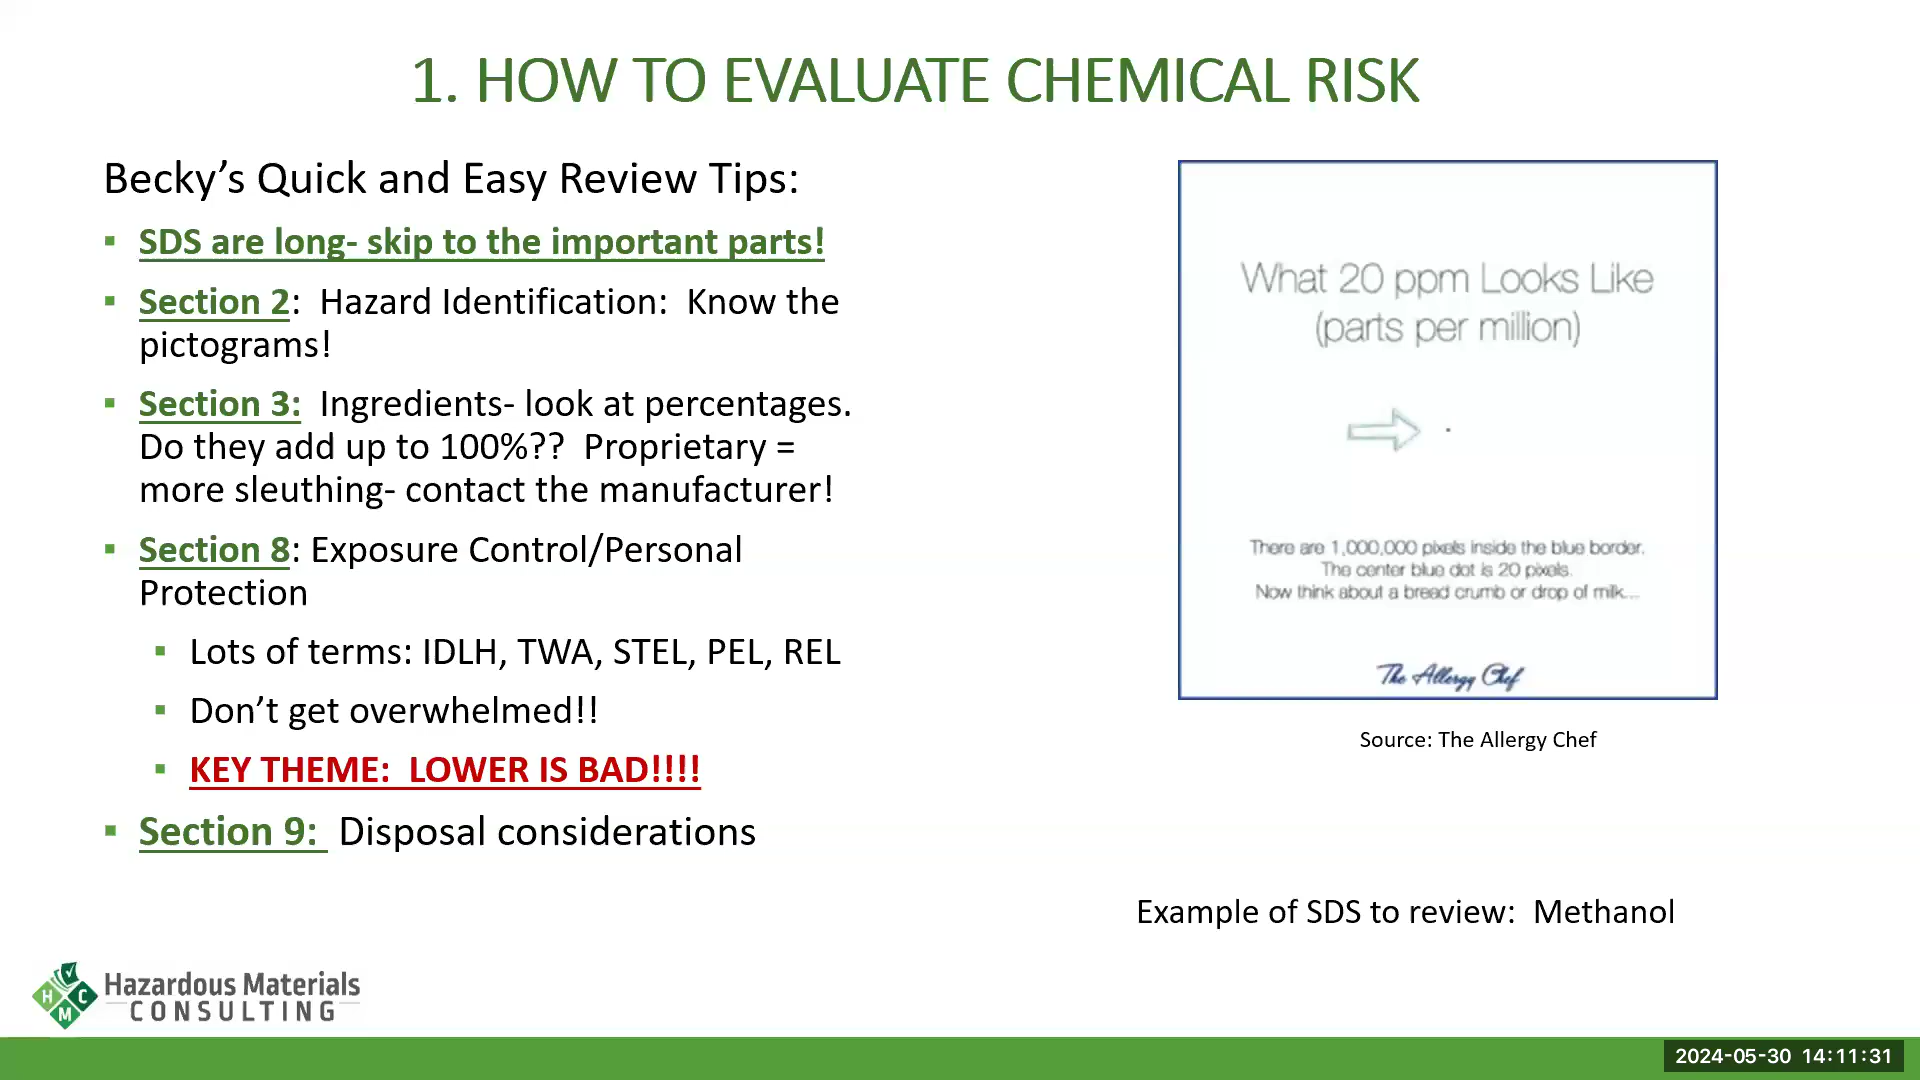 1. HOW TO EVALUATE CHEMICAL RISK
Becky's Quick and Easy Review Tips:
SDS are long- skip to the important parts!
Section 2: Hazard Identification: Know the
pictograms!
Section 3: Ingredients- look at percentages.
Do they add up to 100%?? Proprietary =
more sleuthing- contact the manufacturer!
Section 8: Exposure Control/Personal
Protection
Lots of terms: IDLH, TWA, STEL, PEL, REL
Don't get overwhelmed!!
KEY THEME: LOWER IS BAD!!!!
Section 9: Disposal considerations
What 20 ppm Looks Like
(parts per million)
There are 1,000,000 pixels inside the blue border.
The center blue dot is 20 pixels.
Now think about a bread crumb or drop of milk...
The Allergy Chef
Source: The Allergy Chef
Example of SDS to review: Methanol
H C M
Hazardous Materials
CONSULTING
2024-05-30 14:11:31